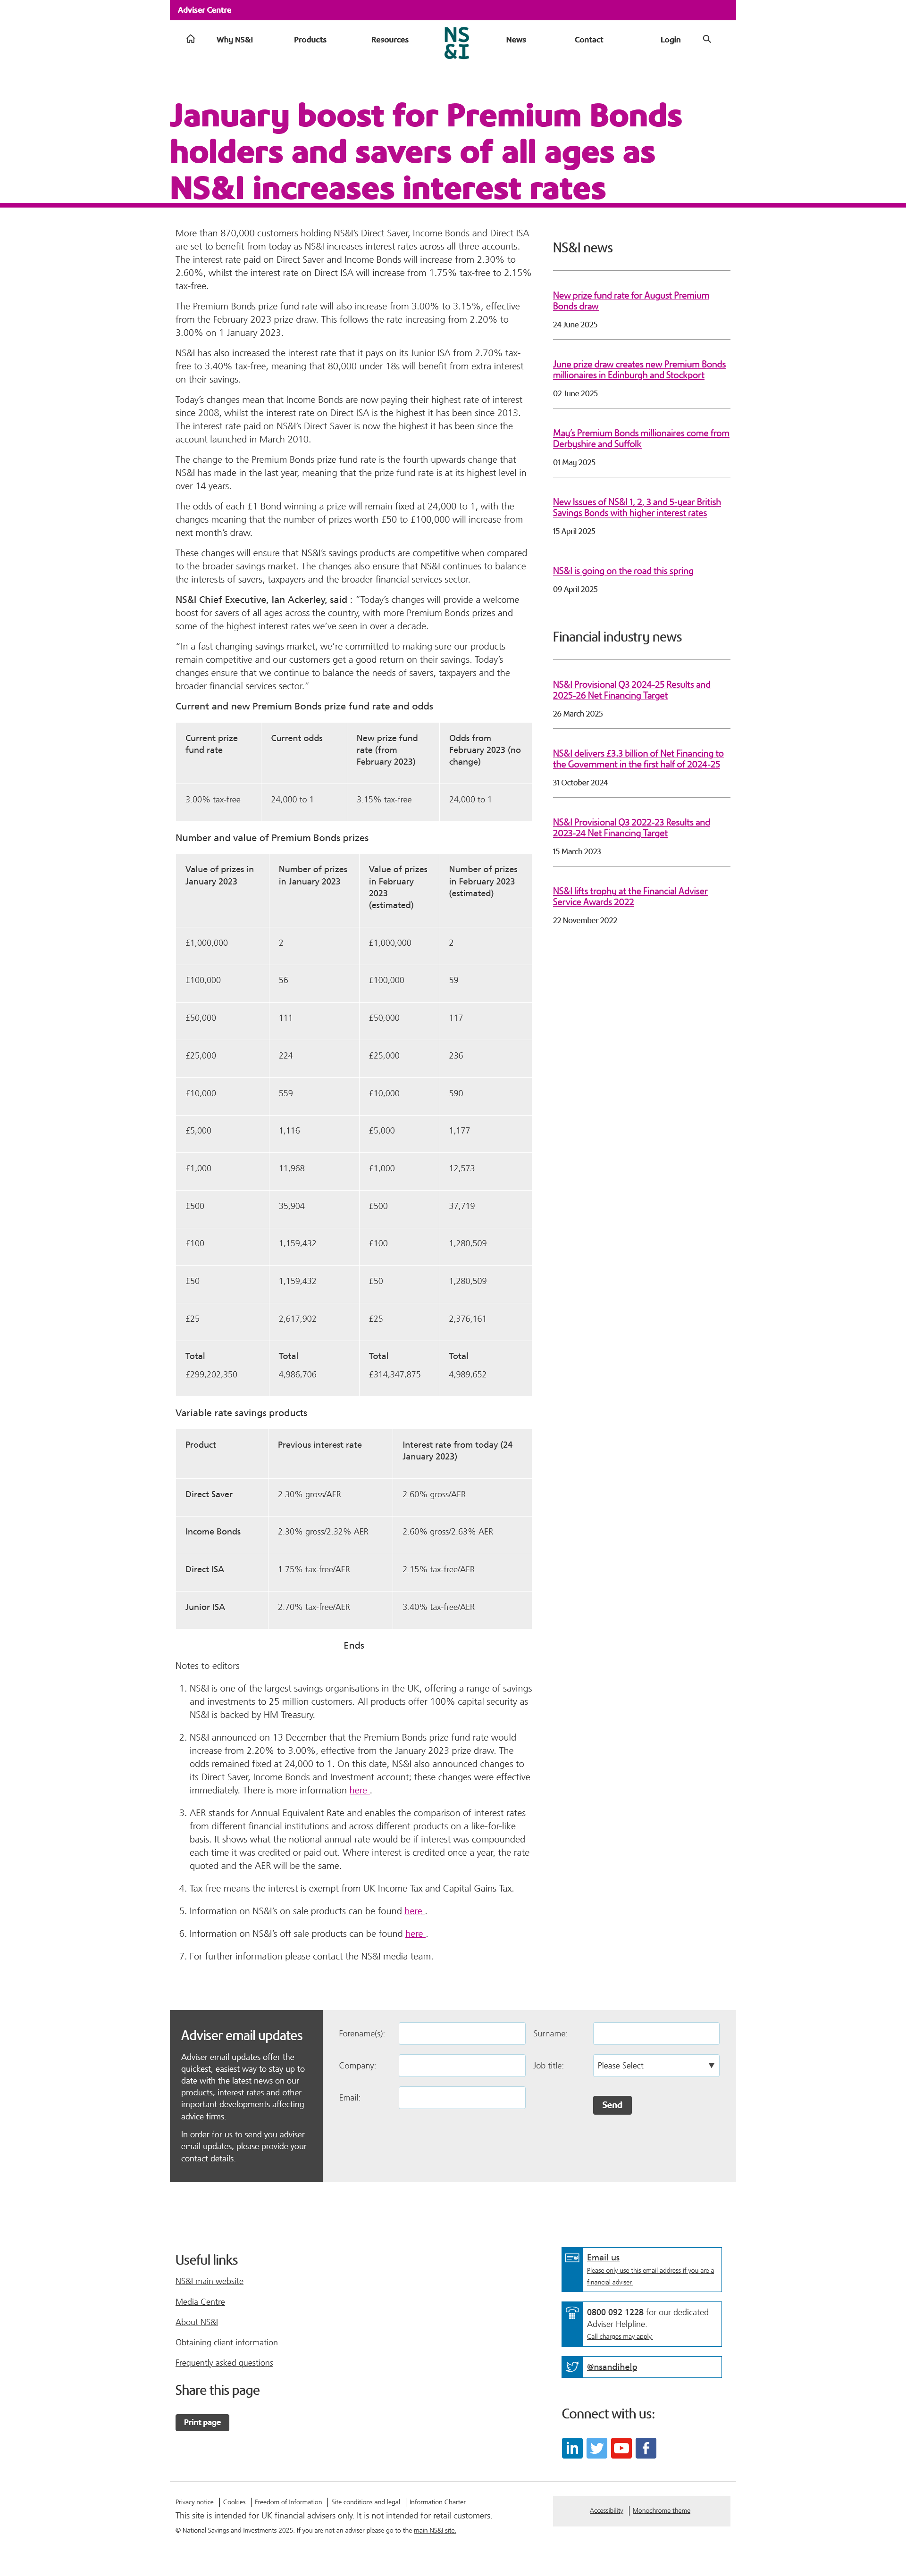 Adviser Centre
Why NS&I
Products
Resources
NS
&I
News
Contact
Login
January boost for Premium Bonds
holders and savers of all ages as
NS&I increases interest rates
More than 870,000 customers holding NS&I's Direct Saver, Income Bonds and Direct ISA
are set to benefit from today as NS&I increases interest rates across all three accounts.
The interest rate paid on Direct Saver and Income Bonds will increase from 2.30% to
2.60%, whilst the interest rate on Direct ISA will increase from 1.75% tax-free to 2.15%
tax-free.
The Premium Bonds prize fund rate will also increase from 3.00% to 3.15%, effective
from the February 2023 prize draw. This follows the rate increasing from 2.20% to
3.00% on 1 January 2023.
NS&I has also increased the interest rate that it pays on its Junior ISA from 2.70% tax-
free to 3.40% tax-free, meaning that 80,000 under 18s will benefit from extra interest
on their savings.
Today's changes mean that Income Bonds are now paying their highest rate of interest
since 2008, whilst the interest rate on Direct ISA is the highest it has been since 2013.
The interest rate paid on NS&I's Direct Saver is now the highest it has been since the
account launched in March 2010.
The change to the Premium Bonds prize fund rate is the fourth upwards change that
NS&I has made in the last year, meaning that the prize fund rate is at its highest level in
over 14 years.
The odds of each £1 Bond winning a prize will remain fixed at 24,000 to 1, with the
changes meaning that the number of prizes worth £50 to £100,000 will increase from
next month's draw.
These changes will ensure that NS&I's savings products are competitive when compared
to the broader savings market. The changes also ensure that NS&I continues to balance
the interests of savers, taxpayers and the broader financial services sector.
NS&I Chief Executive, Ian Ackerley, said : "Today's changes will provide a welcome
boost for savers of all ages across the country, with more Premium Bonds prizes and
some of the highest interest rates we've seen in over a decade.
"In a fast changing savings market, we're committed to making sure our products
remain competitive and our customers get a good return on their savings. Today's
changes ensure that we continue to balance the needs of savers, taxpayers and the
broader financial services sector."
Current and new Premium Bonds prize fund rate and odds
Current prize fund rate | Current odds | New prize fund rate (from February 2023) | Odds from February 2023 (no change)
3.00% tax-free | 24,000 to 1 | 3.15% tax-free | 24,000 to 1
Number and value of Premium Bonds prizes
Value of prizes in January 2023 | Number of prizes in January 2023 | Value of prizes in February 2023 (estimated) | Number of prizes in February 2023 (estimated)
£1,000,000 | 2 | £1,000,000 | 2
£100,000 | 56 | £100,000 | 59
£50,000 | 111 | £50,000 | 117
£25,000 | 224 | £25,000 | 236
£10,000 | 559 | £10,000 | 590
£5,000 | 1,116 | £5,000 | 1,177
£1,000 | 11,968 | £1,000 | 12,573
£500 | 35,904 | £500 | 37,719
£100 | 1,159,432 | £100 | 1,280,509
£50 | 1,159,432 | £50 | 1,280,509
£25 | 2,617,902 | £25 | 2,376,161
Total | Total | Total | Total
£299,202,350 | 4,986,706 | £314,347,875 | 4,989,652
Variable rate savings products
Product | Previous interest rate | Interest rate from today (24 January 2023)
Direct Saver | 2.30% gross/AER | 2.60% gross/AER
Income Bonds | 2.30% gross/2.32% AER | 2.60% gross/2.63% AER
Direct ISA | 1.75% tax-free/AER | 2.15% tax-free/AER
Junior ISA | 2.70% tax-free/AER | 3.40% tax-free/AER
–Ends–
Notes to editors
1. NS&I is one of the largest savings organisations in the UK, offering a range of savings
and investments to 25 million customers. All products offer 100% capital security as
NS&I is backed by HM Treasury.
2. NS&I announced on 13 December that the Premium Bonds prize fund rate would
increase from 2.20% to 3.00%, effective from the January 2023 prize draw. The
odds remained fixed at 24,000 to 1. On this date, NS&I also announced changes to
its Direct Saver, Income Bonds and Investment account; these changes were effective
immediately. There is more information here .
3. AER stands for Annual Equivalent Rate and enables the comparison of interest rates
from different financial institutions and across different products on a like-for-like
basis. It shows what the notional annual rate would be if interest was compounded
each time it was credited or paid out. Where interest is credited once a year, the rate
quoted and the AER will be the same.
4. Tax-free means the interest is exempt from UK Income Tax and Capital Gains Tax.
5. Information on NS&I's on sale products can be found here .
6. Information on NS&I's off sale products can be found here .
7. For further information please contact the NS&I media team.
NS&I news
New prize fund rate for August Premium
Bonds draw
24 June 2025
June prize draw creates new Premium Bonds
millionaires in Edinburgh and Stockport
02 June 2025
May's Premium Bonds millionaires come from
Derbyshire and Suffolk
01 May 2025
New Issues of NS&I 1, 2, 3 and 5-year British
Savings Bonds with higher interest rates
15 April 2025
NS&I is going on the road this spring
09 April 2025
Financial industry news
NS&I Provisional Q3 2024-25 Results and
2025-26 Net Financing Target
26 March 2025
NS&I delivers £3.3 billion of Net Financing to
the Government in the first half of 2024-25
31 October 2024
NS&I Provisional Q3 2022-23 Results and
2023-24 Net Financing Target
15 March 2023
NS&I lifts trophy at the Financial Adviser
Service Awards 2022
22 November 2022
Adviser email updates
Adviser email updates offer the
quickest, easiest way to stay up to
date with the latest news on our
products, interest rates and other
important developments affecting
advice firms.
In order for us to send you adviser
email updates, please provide your
contact details.
Forename(s):
Surname:
Company:
Job title:
Please Select
Email:
Send
Useful links
NS&I main website
Media Centre
About NS&I
Obtaining client information
Frequently asked questions
Share this page
Print page
Email us
Please only use this email address if you are a
financial adviser.
0800 092 1228 for our dedicated
Adviser Helpline.
Call charges may apply.
@nsandihelp
Connect with us:
Privacy notice | Cookies | Freedom of Information | Site conditions and legal | Information Charter
This site is intended for UK financial advisers only. It is not intended for retail customers.
© National Savings and Investments 2025. If you are not an adviser please go to the main NS&I site.
Accessibility | Monochrome theme